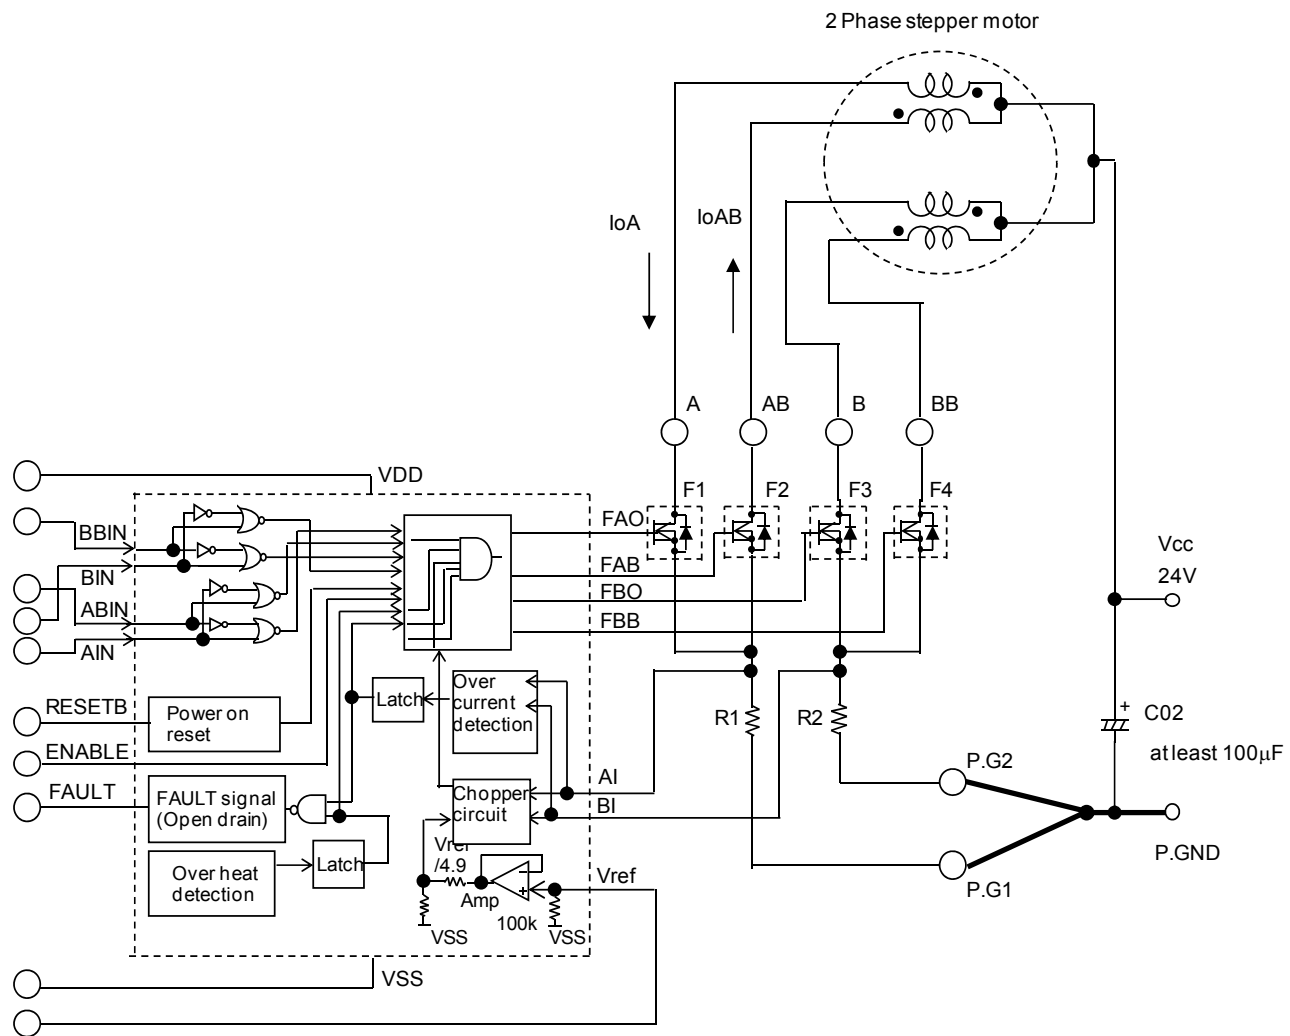 2 Phase stepper motor
IoA
IoAB
A
AB
B
BB
VDD
F1
F2
F3
F4
BBIN
BIN
ABIN
AIN
FAO
FAB
FBO
FBB
Vcc
24V
RESETB
Power on
reset
Latch
Over
current
detection
R1
R2
C02
+
at least 100μF
ENABLE
FAULT
FAULT signal
(Open drain)
Chopper
circuit
AI
BI
P.G2
P.GND
P.G1
Over heat
detection
Latch
Vref
/4.9
Amp
-
+
100k
Vref
VSS
VSS
VSS